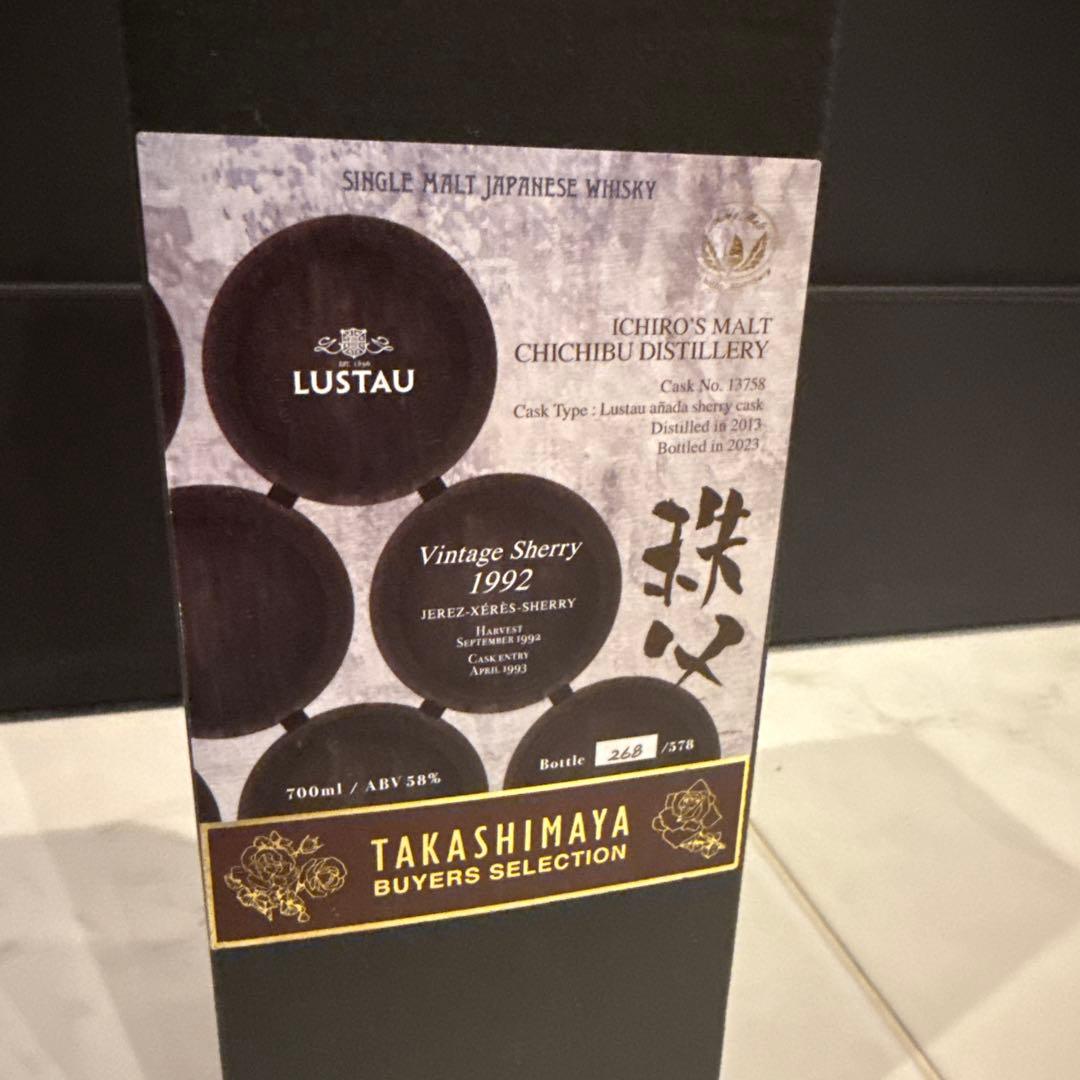 SINGLE MALT JAPANESE WHISKY
EST. 1896
LUSTAU
ICHIRO'S MALT
CHICHIBU DISTILLERY
Cask No. 13758
Cask Type : Lustau añada sherry cask
Distilled in 2013
Bottled in 2023
秩父
Vintage Sherry
1992
JEREZ-XÉRÈS-SHERRY
HARVEST
SEPTEMBER 1992
CASK ENTRY
APRIL 1993
700ml / ABV 58%
Bottle 268 /578
TAKASHIMAYA
BUYERS SELECTION